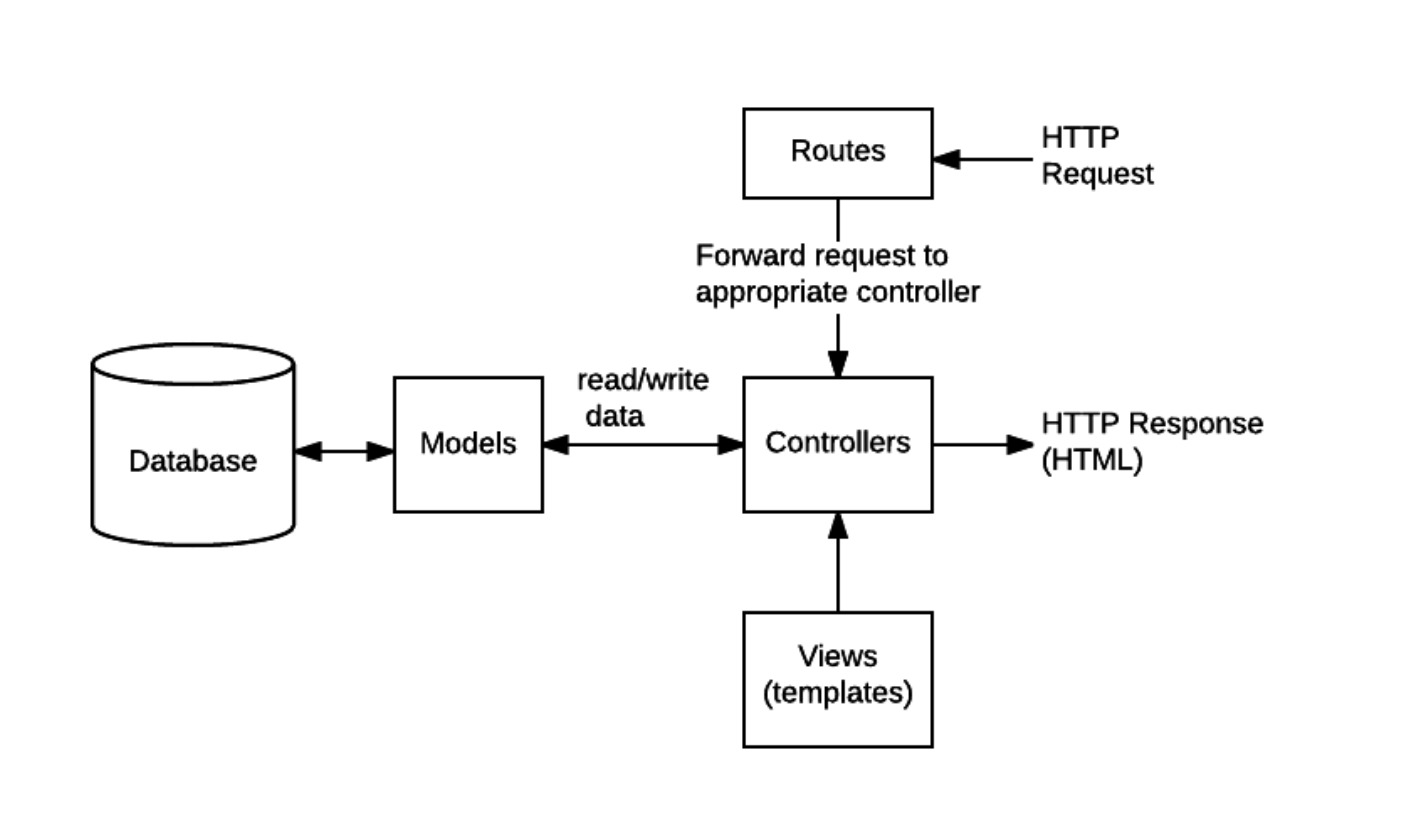 Routes
HTTP
Request
Forward request to
appropriate controller
read/write
data
Database
Models
Controllers
HTTP Response
(HTML)
Views
(templates)